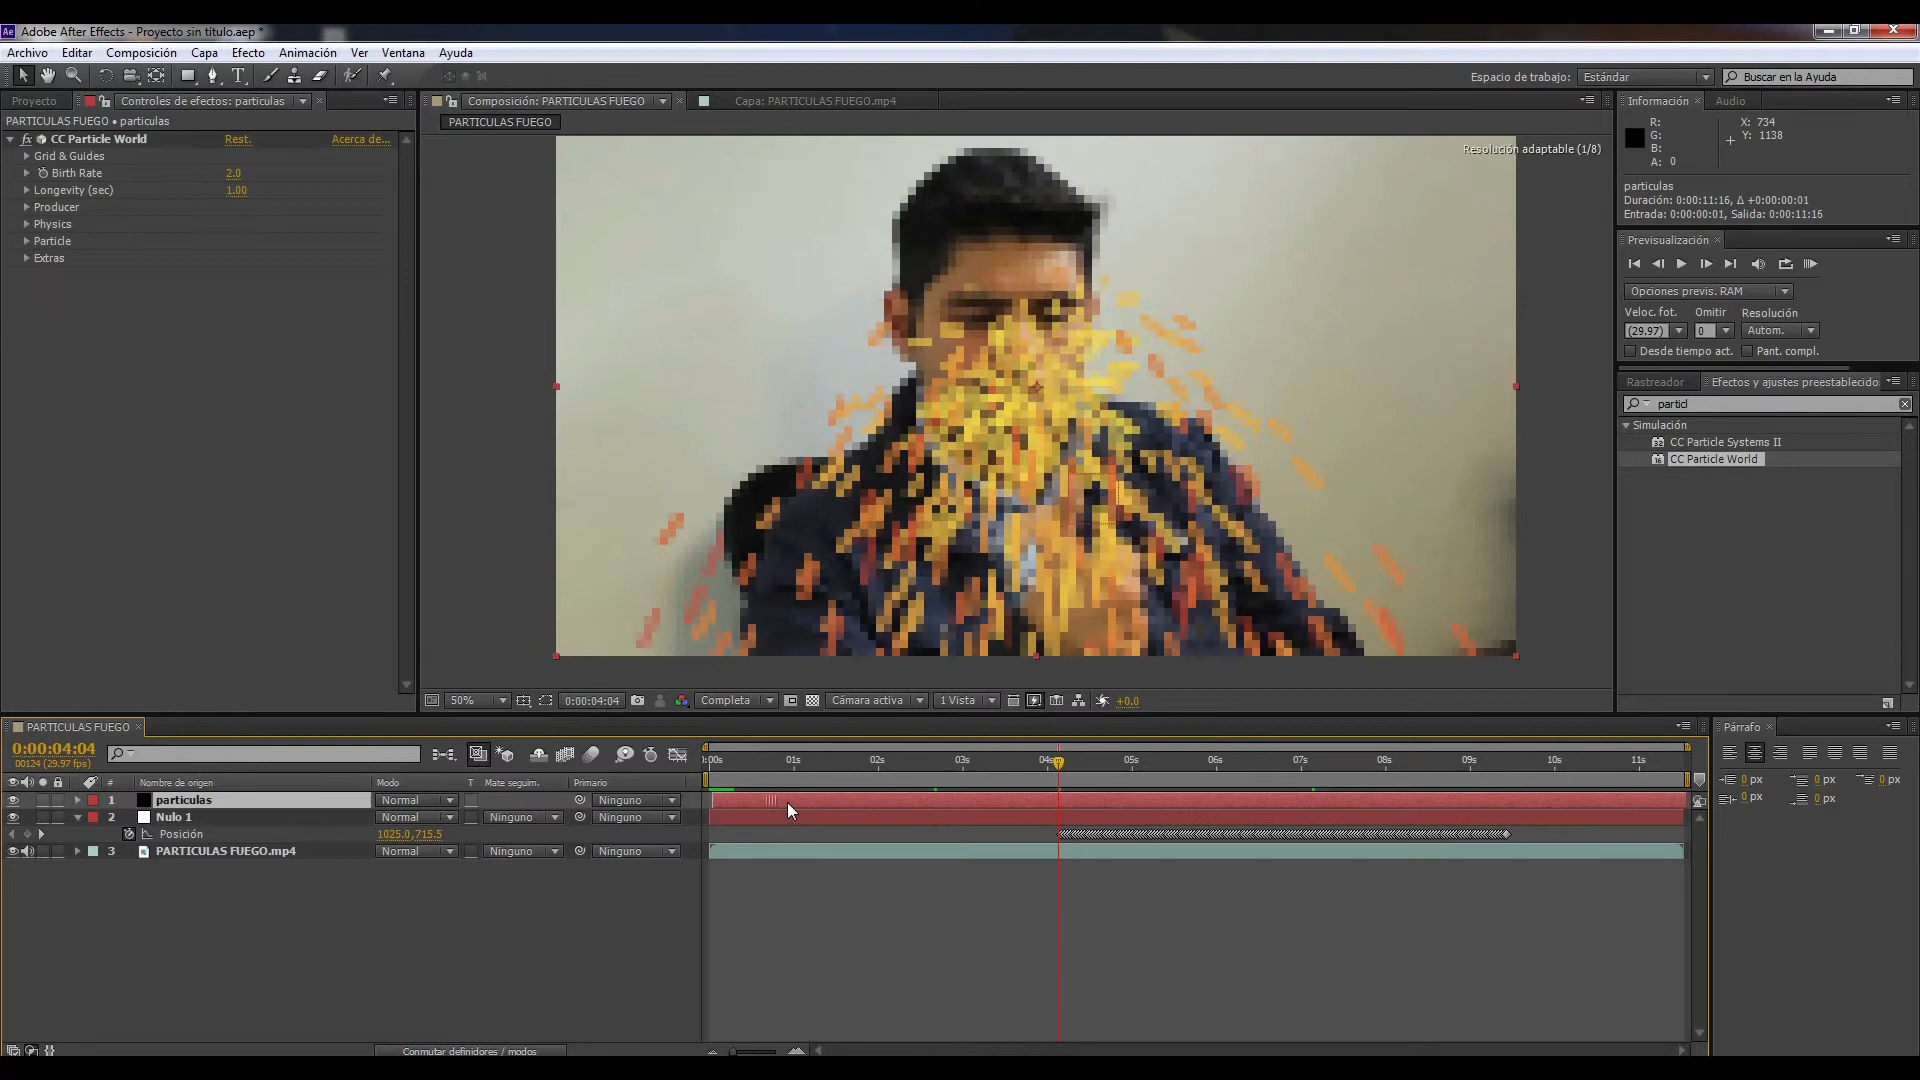 Ae Adobe After Effects - Proyecto sin título.aep *
Archivo Editar Composición Capa Efecto Animación Ver Ventana Ayuda
Espacio de trabajo: Estándar Buscar en la Ayuda
Proyecto Controles de efectos: particulas
Composición: PARTICULAS FUEGO Capa: PARTICULAS FUEGO.mp4
Información Audio
PARTICULAS FUEGO • particulas
PARTICULAS FUEGO
R: X: 734
G: Y: 1138
B:
A: 0
fx CC Particle World Rest. Acerca de...
Grid & Guides
Birth Rate 2.0
Longevity (sec) 1.00
Producer
Physics
Particle
Extras
Resolución adaptable (1/8)
particulas
Duración: 0:00:11:16, Δ +0:00:00:01
Entrada: 0:00:00:01, Salida: 0:00:11:16
Previsualización
Opciones previs. RAM
Veloc. fot. Omitir Resolución
(29.97) 0 Autom.
Desde tiempo act. Pant. compl.
Rastreador Efectos y ajustes preestablecido
particl
Simulación
CC Particle Systems II
CC Particle World
50% 0:00:04:04 Completa Cámara activa 1 Vista +0.0
PARTICULAS FUEGO
0:00:04:04
00124 (29.97 fps)
# Nombre de origen Modo T Mate seguim. Primario
:00s 01s 02s 03s 04s 05s 06s 07s 08s 09s 10s 11s
1 particulas Normal Ninguno
2 Nulo 1 Normal Ninguno Ninguno
Posición 1025.0,715.5
3 PARTICULAS FUEGO.mp4 Normal Ninguno Ninguno
Conmutar definidores / modos
Párrafo
0 px 0 px 0 px
0 px 0 px